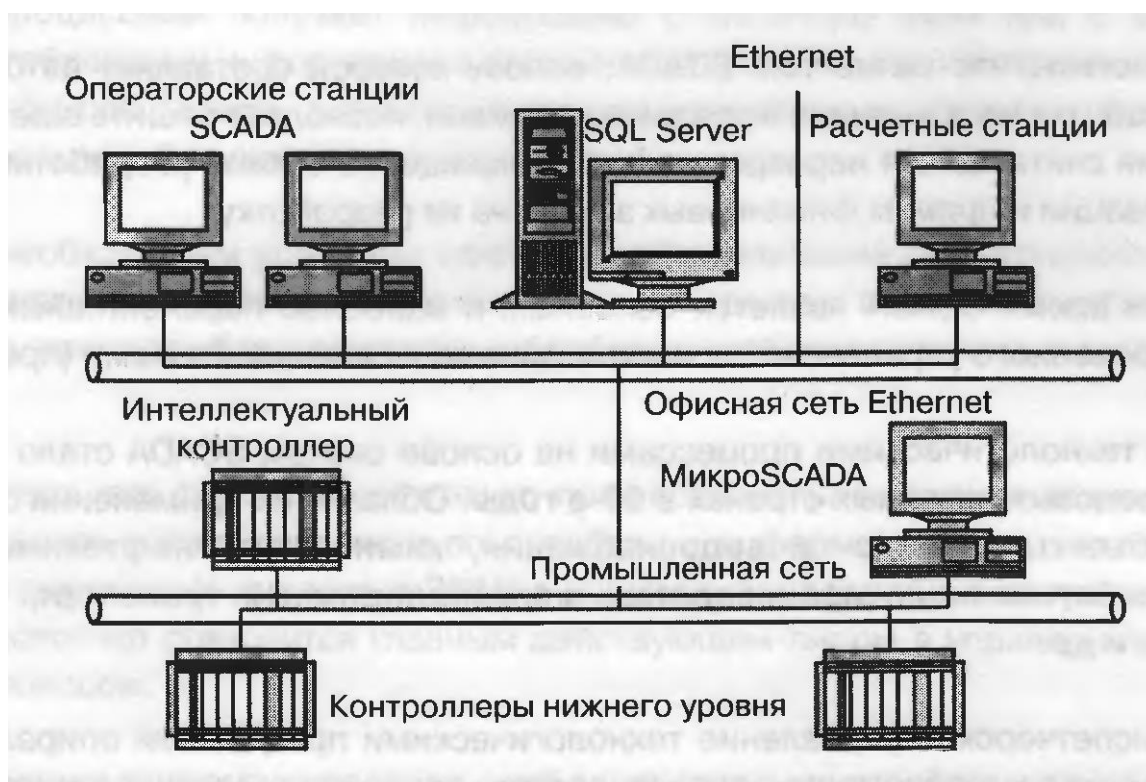 Ethernet
Операторские станции
SCADA
SQL Server
Расчетные станции
Интеллектуальный
контроллер
Офисная сеть Ethernet
МикроSCADA
Промышленная сеть
Контроллеры нижнего уровня